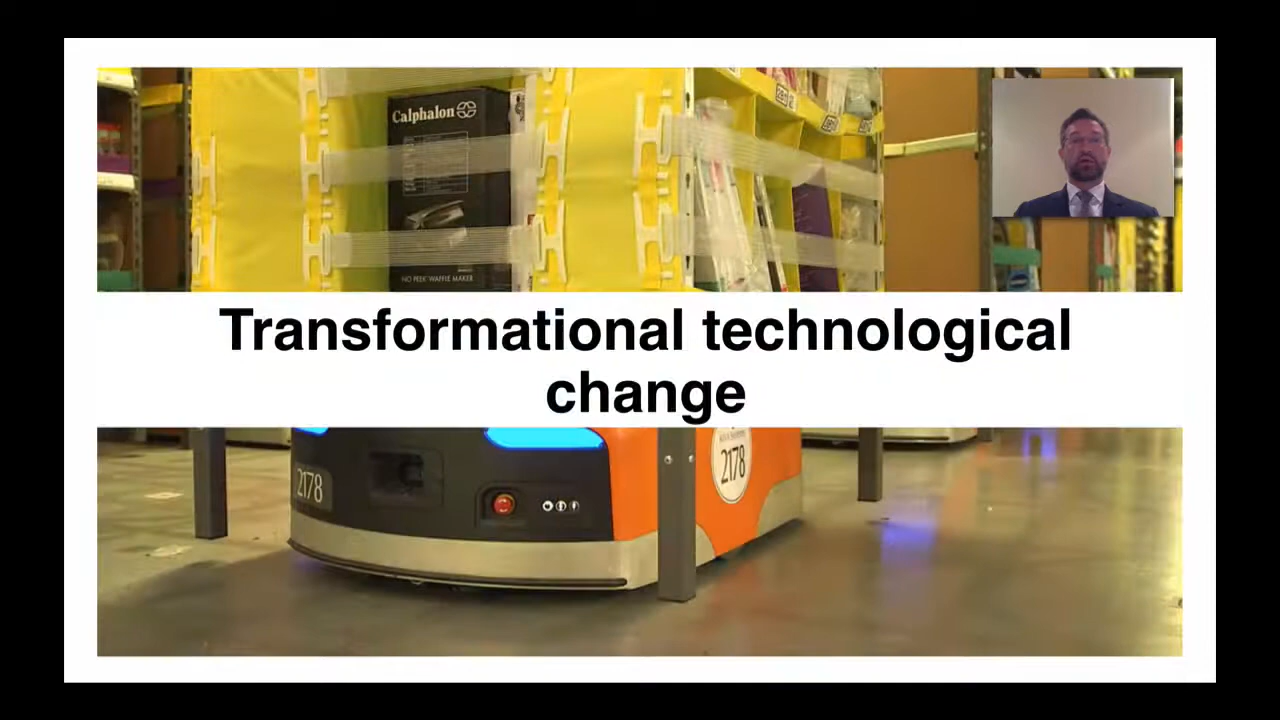 Calphalon
NO PEEK WAFFLE MAKER
Transformational technological
change
2178
2178